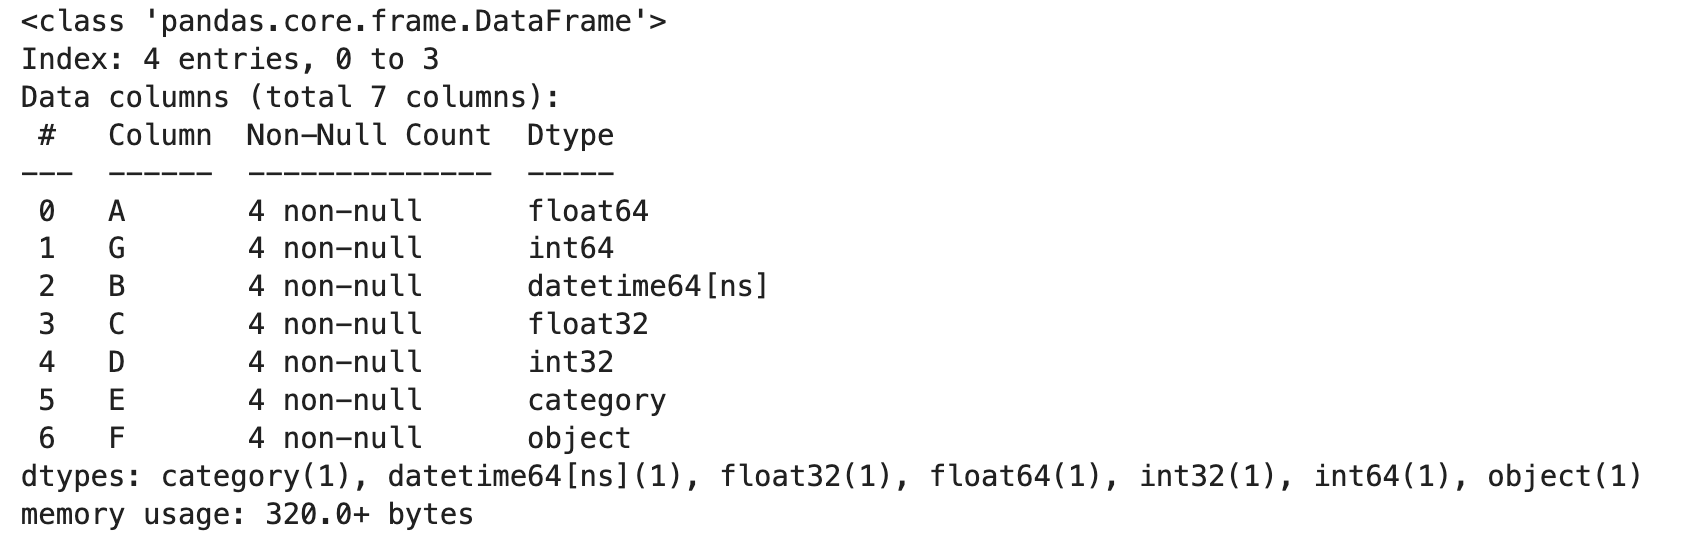 <class 'pandas.core.frame.DataFrame'>
Index: 4 entries, 0 to 3
Data columns (total 7 columns):
 #   Column  Non-Null Count  Dtype
---  ------  --------------  -----
 0   A       4 non-null      float64
 1   G       4 non-null      int64
 2   B       4 non-null      datetime64[ns]
 3   C       4 non-null      float32
 4   D       4 non-null      int32
 5   E       4 non-null      category
 6   F       4 non-null      object
dtypes: category(1), datetime64[ns](1), float32(1), float64(1), int32(1), int64(1), object(1)
memory usage: 320.0+ bytes